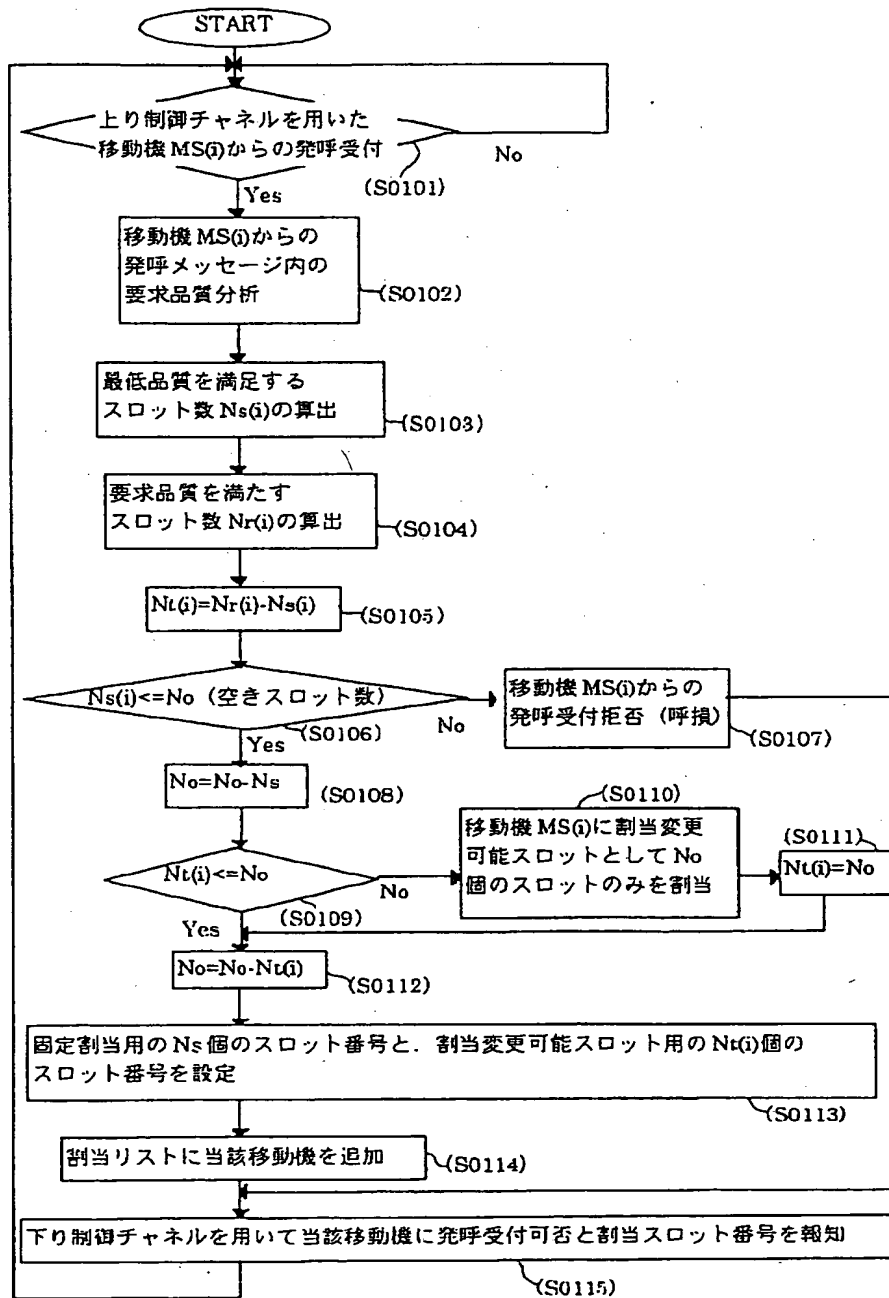 START
上り制御チャネルを用いた
移動機MS(i)からの発呼受付
No
(S0101)
Yes
移動機MS(i)からの
発呼メッセージ内の
要求品質分析
(S0102)
最低品質を満足する
スロット数Ns(i)の算出
(S0103)
要求品質を満たす
スロット数Nr(i)の算出
(S0104)
Nt(i)=Nr(i)-Ns(i)
(S0105)
Ns(i)<=No（空きスロット数）
No
(S0106)
Yes
移動機MS(i)からの
発呼受付拒否（呼損）
(S0107)
No=No-Ns
(S0108)
Nt(i)<=No
No
(S0109)
Yes
(S0110)
移動機MS(i)に割当変更
可能スロットとしてNo
個のスロットのみを割当
(S0111)
Nt(i)=No
No=No-Nt(i)
(S0112)
固定割当用のNs個のスロット番号と．割当変更可能スロット用のNt(i)個の
スロット番号を設定
(S0113)
割当リストに当該移動機を追加
(S0114)
下り制御チャネルを用いて当該移動機に発呼受付可否と割当スロット番号を報知
(S0115)